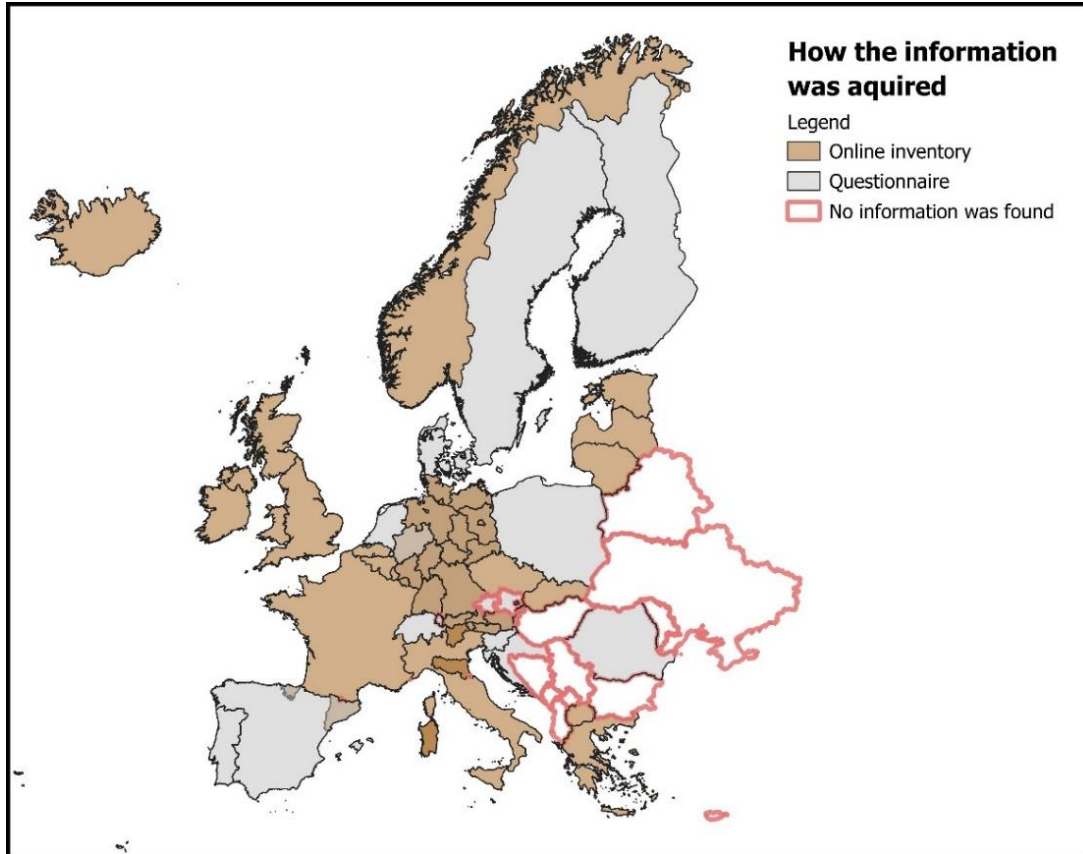 How the information
was aquired
Legend
Online inventory
Questionnaire
No information was found